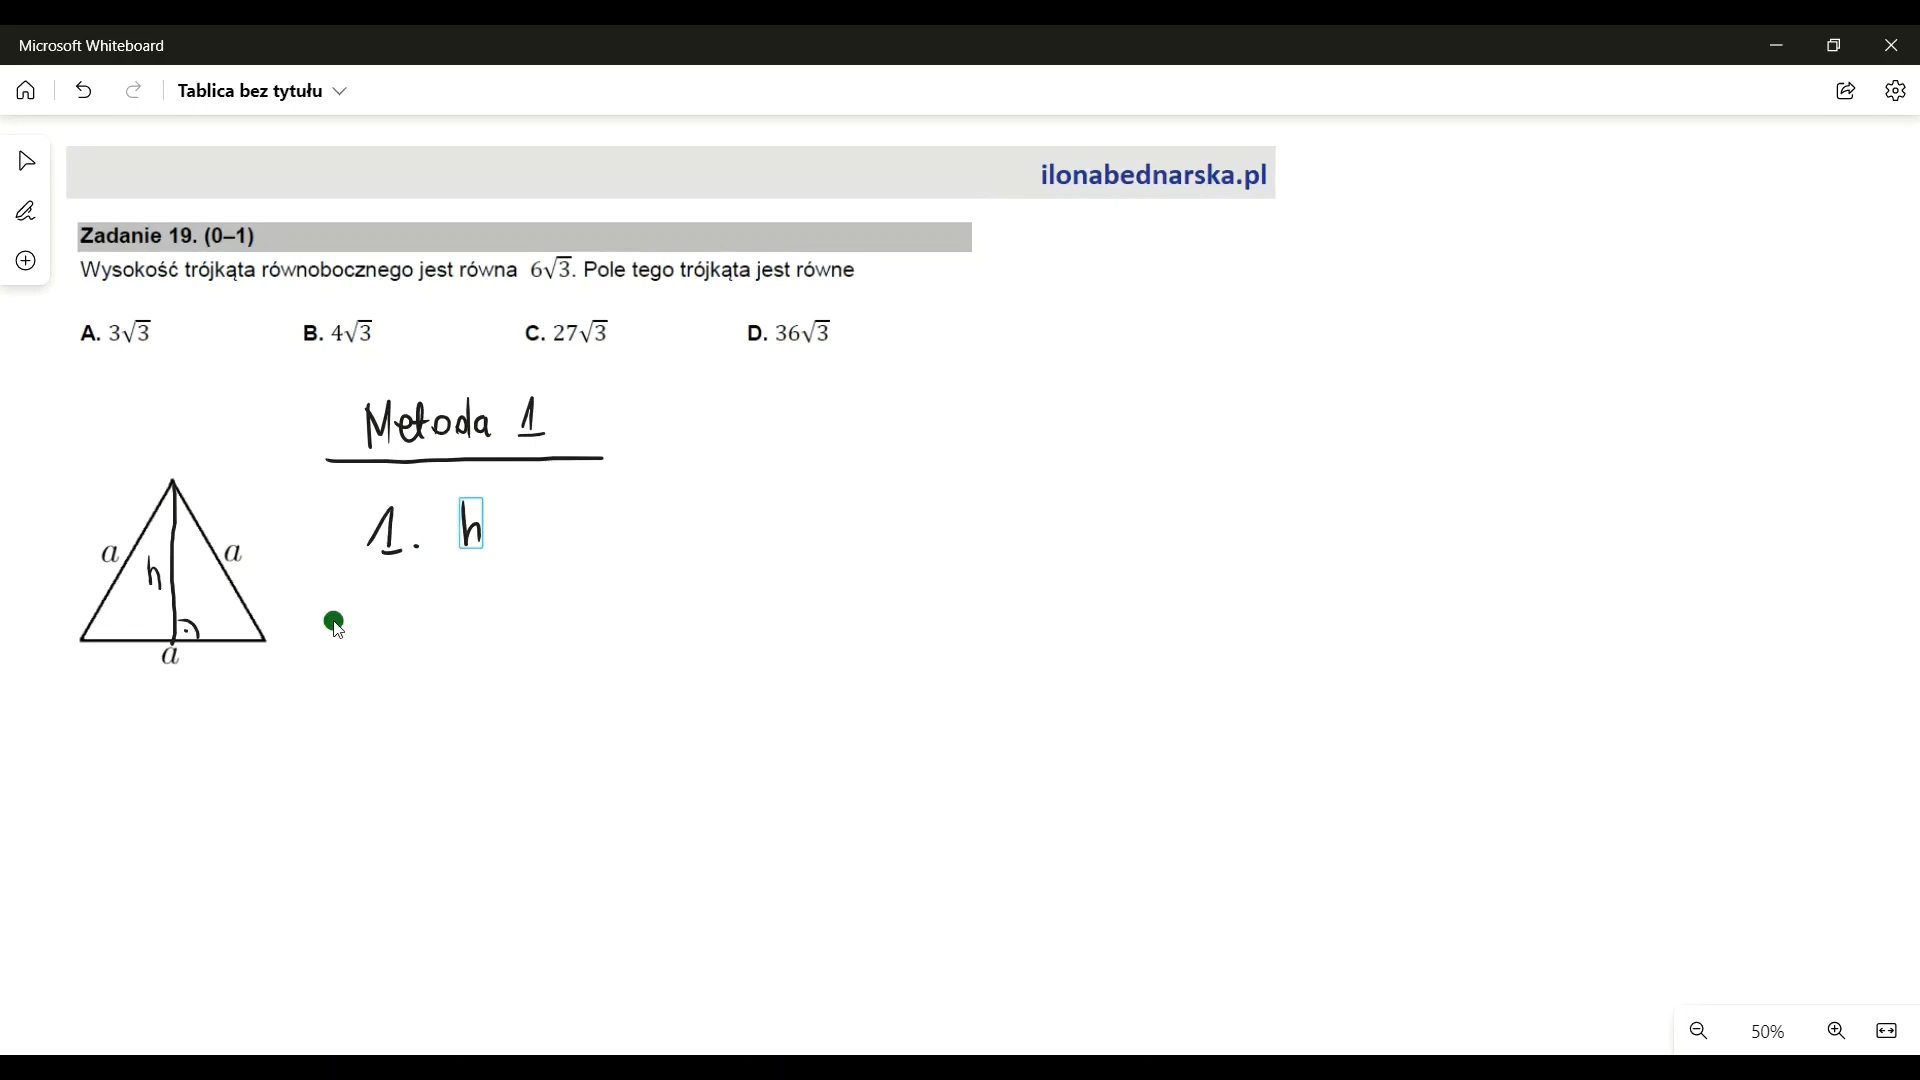 Microsoft Whiteboard
Tablica bez tytułu
ilonabednarska.pl
Zadanie 19. (0–1)
Wysokość trójkąta równobocznego jest równa 6√3. Pole tego trójkąta jest równe
A. 3√3 B. 4√3 C. 27√3 D. 36√3
Metoda 1
1. h
a h a
a
50%